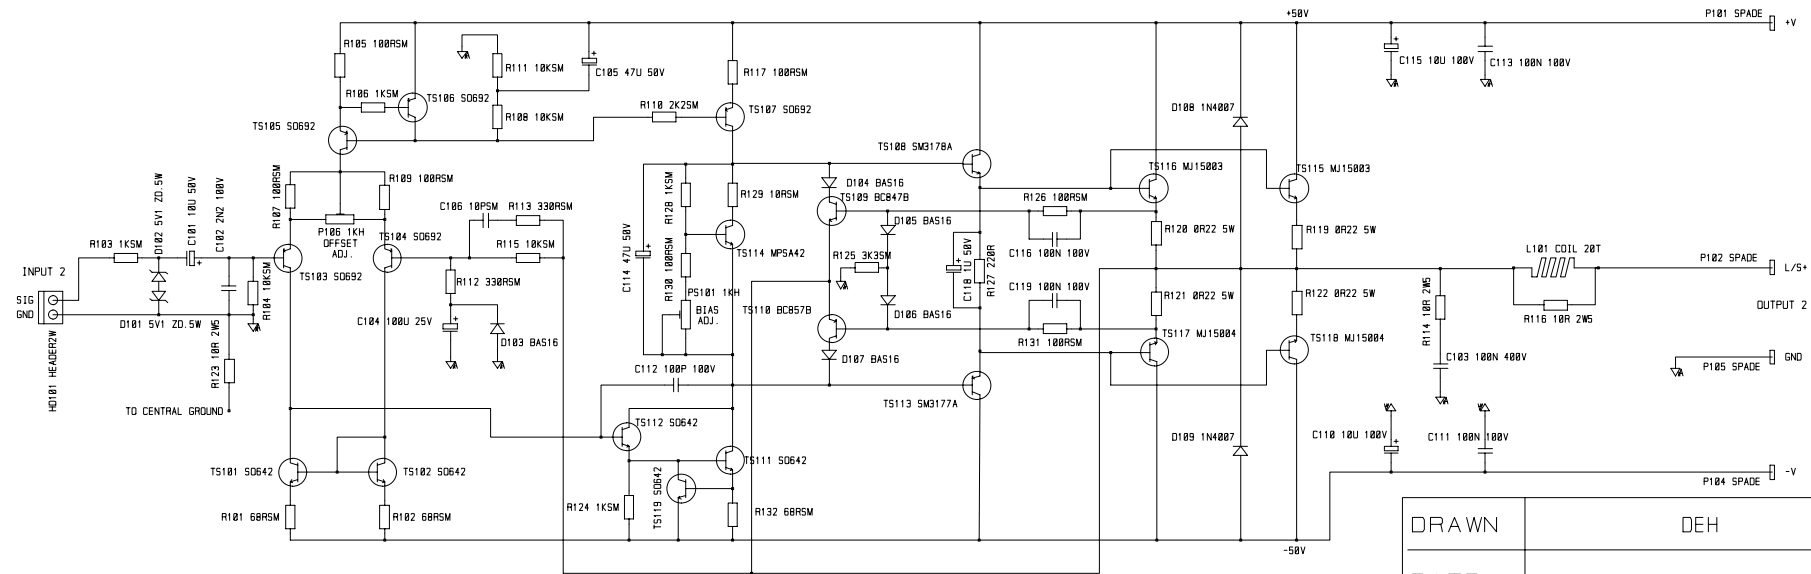 +50V
P101 SPADE
+V
R105 100RSM
R111 10KSM
C105 47U 50V
R117 100RSM
C115 10U 100V
C113 100N 100V
R106 1KSM
TS106 SO692
R108 10KSM
R110 2K2SM
TS107 SO692
D108 1N4007
TS105 SO692
TS108 SM3178A
TS116 MJ15003
TS115 MJ15003
R107 100RSM
R109 100RSM
D102 5V1 ZD.5W
C101 10U 50V
C102 2N2 100V
C106 10PSM
R113 330RSM
R128 1KSM
R129 10RSM
D104 BAS16
TS109 BC847B
R126 100RSM
D105 BAS16
P106 1KH
OFFSET
ADJ.
TS104 SO692
R103 1KSM
R115 10KSM
TS114 MPSA42
C114 47U 50V
R125 3K3SM
C116 100N 100V
R120 0R22 5W
R119 0R22 5W
L101 COIL 20T
INPUT 2
TS103 SO692
R104 10KSM
R112 330RSM
R130 100RSM
PS101 1KH
BIAS
ADJ.
C118 1U 50V
R127 220R
C119 100N 100V
P102 SPADE
L/S+
SIG
GND
HD101 HEADER2W
D101 5V1 ZD.5W
C104 100U 25V
D103 BAS16
TS110 BC857B
D106 BAS16
R121 0R22 5W
R122 0R22 5W
R114 10R 2W5
R116 10R 2W5
OUTPUT 2
R123 10R 2W5
D107 BAS16
R131 100RSM
TS117 MJ15004
TS118 MJ15004
C112 100P 100V
C103 100N 400V
GND
P105 SPADE
TO CENTRAL GROUND
TS113 SM3177A
TS112 SO642
D109 1N4007
C110 10U 100V
C111 100N 100V
TS101 SO642
TS102 SO642
TS111 SO642
TS119 SO642
-V
P104 SPADE
R101 68RSM
R102 68RSM
R124 1KSM
R132 68RSM
-50V
DRAWN
DEH